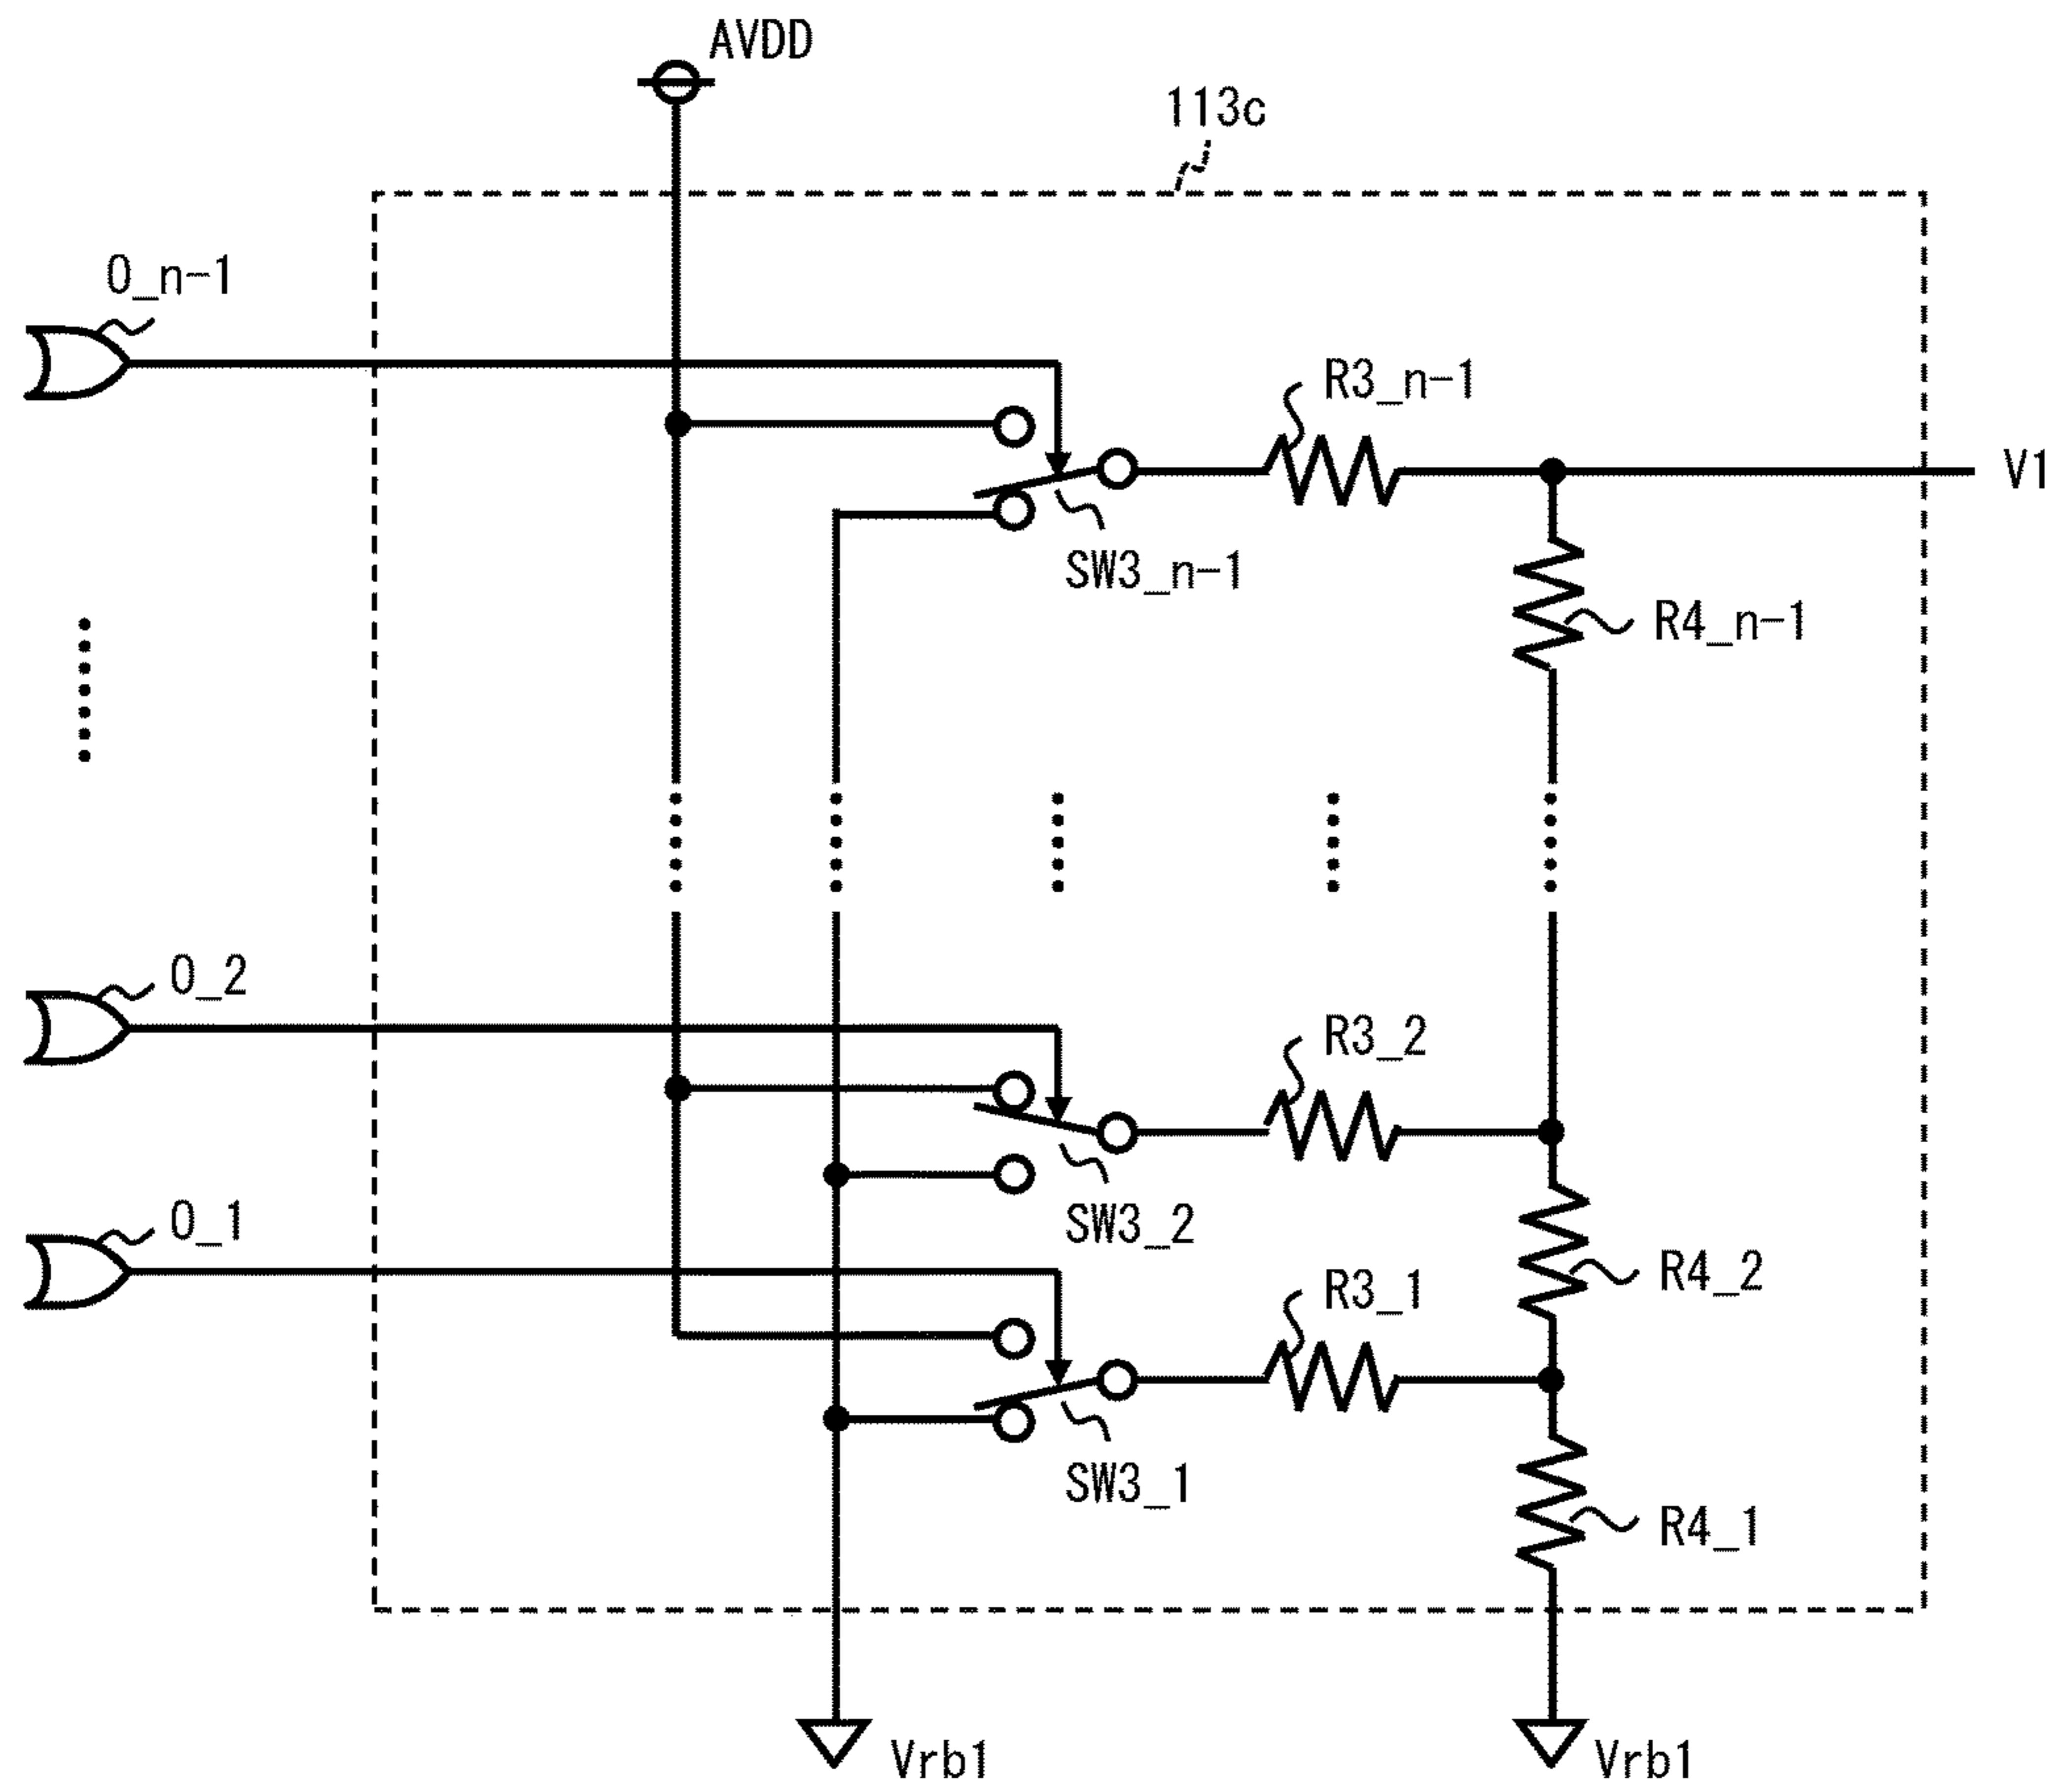 AVDD
113c
O_n-1
R3_n-1
V1
SW3_n-1
R4_n-1
O_2
R3_2
SW3_2
O_1
R3_1
R4_2
SW3_1
R4_1
Vrb1
Vrb1